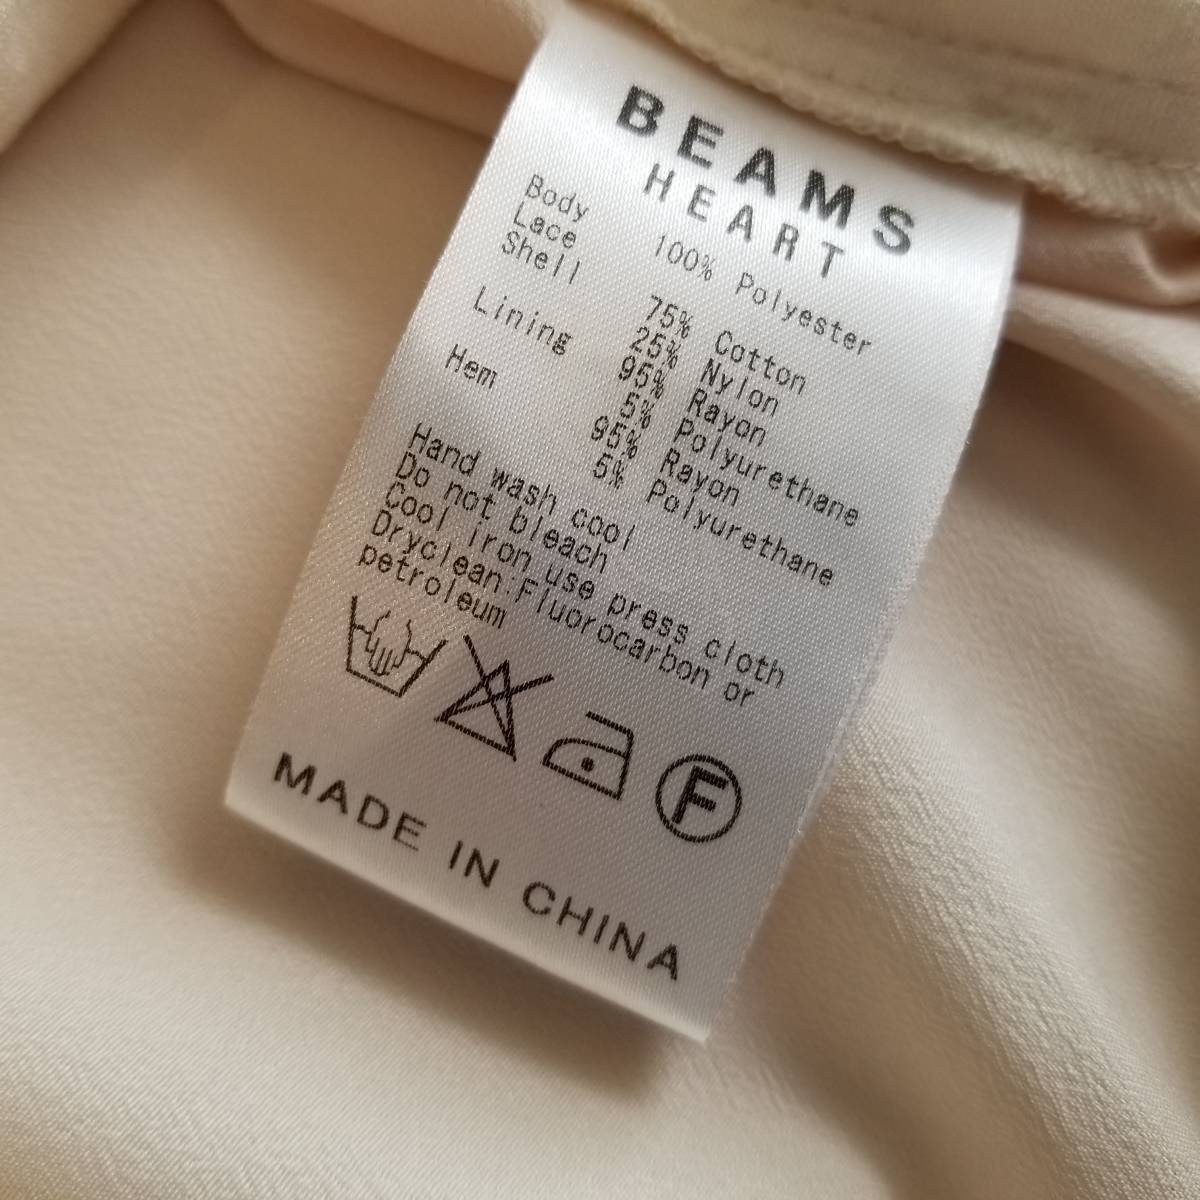 BEAMS
HEART
Body 100% Polyester
Lace
Shell 75% Cotton
25% Nylon
Lining 95% Rayon
5% Polyurethane
Hem 95% Rayon
5% Polyurethane
Hand wash cool
Do not bleach
Cool iron use press cloth
Dryclean:Fluorocarbon or
petroleum
F
MADE IN CHINA